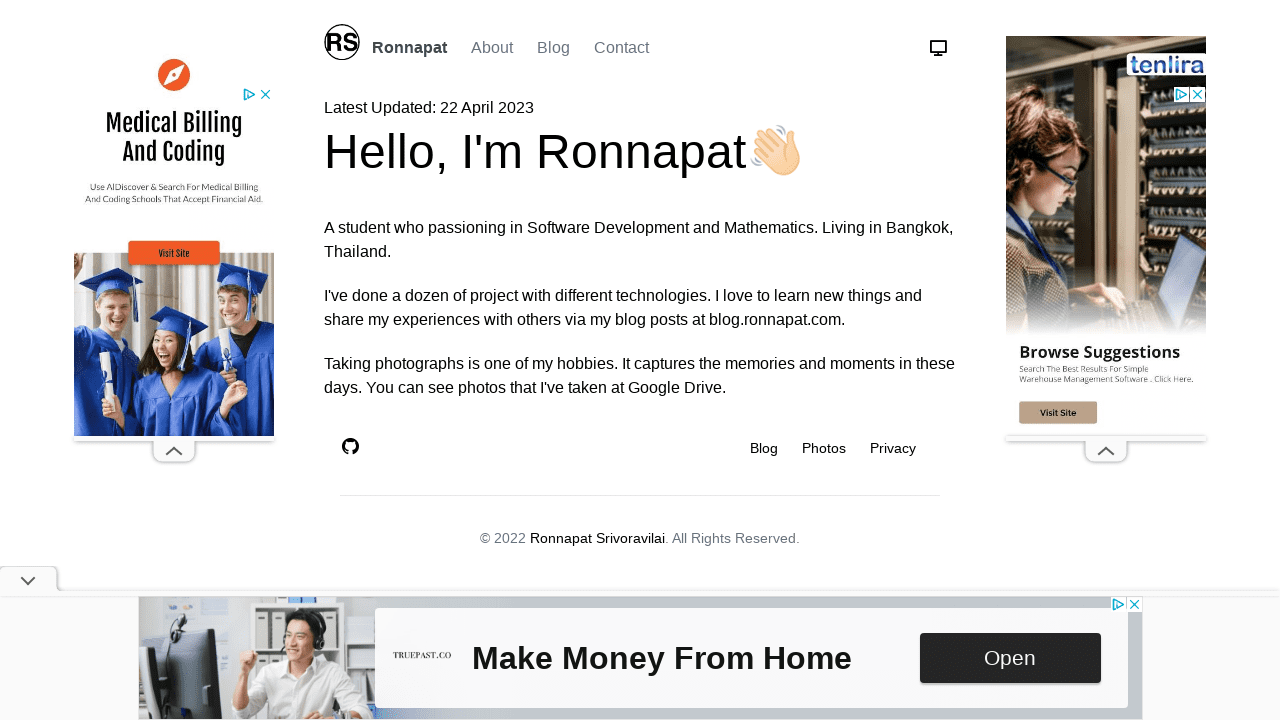 RS
Ronnapat About Blog Contact
Latest Updated: 22 April 2023
Hello, I'm Ronnapat
A student who passioning in Software Development and Mathematics. Living in Bangkok,
Thailand.
I've done a dozen of project with different technologies. I love to learn new things and
share my experiences with others via my blog posts at blog.ronnapat.com.
Taking photographs is one of my hobbies. It captures the memories and moments in these
days. You can see photos that I've taken at Google Drive.
Blog Photos Privacy
© 2022 Ronnapat Srivoravilai. All Rights Reserved.
Medical Billing
And Coding
Use AIDiscover & Search For Medical Billing
And Coding Schools That Accept Financial Aid.
Visit Site
tenlira
Browse Suggestions
Search The Best Results For Simple
Warehouse Management Software . Click Here.
Visit Site
TRUEPAST.CO
Make Money From Home
Open